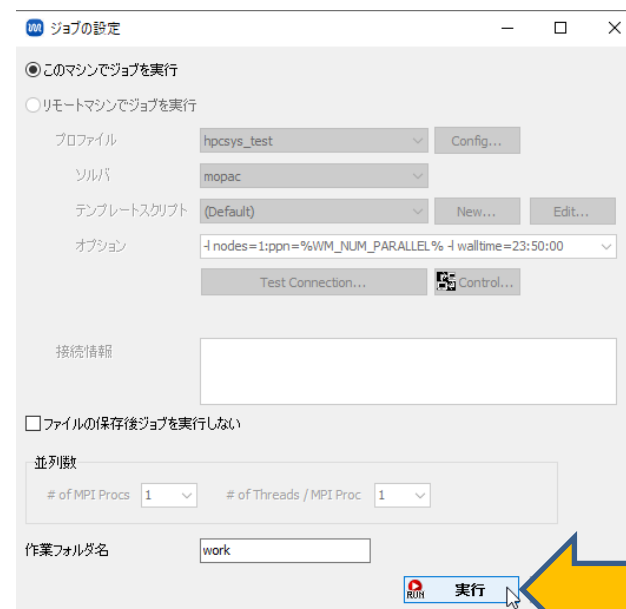 ジョブの設定
このマシンでジョブを実行
リモートマシンでジョブを実行
プロファイル hpcsys_test Config...
ソルバ mopac
テンプレートスクリプト (Default) New... Edit...
オプション -l nodes=1:ppn=%WM_NUM_PARALLEL% -l walltime=23:50:00
Test Connection... Control...
接続情報
ファイルの保存後ジョブを実行しない
並列数
# of MPI Procs 1 # of Threads / MPI Proc 1
作業フォルダ名 work
RUN 実行